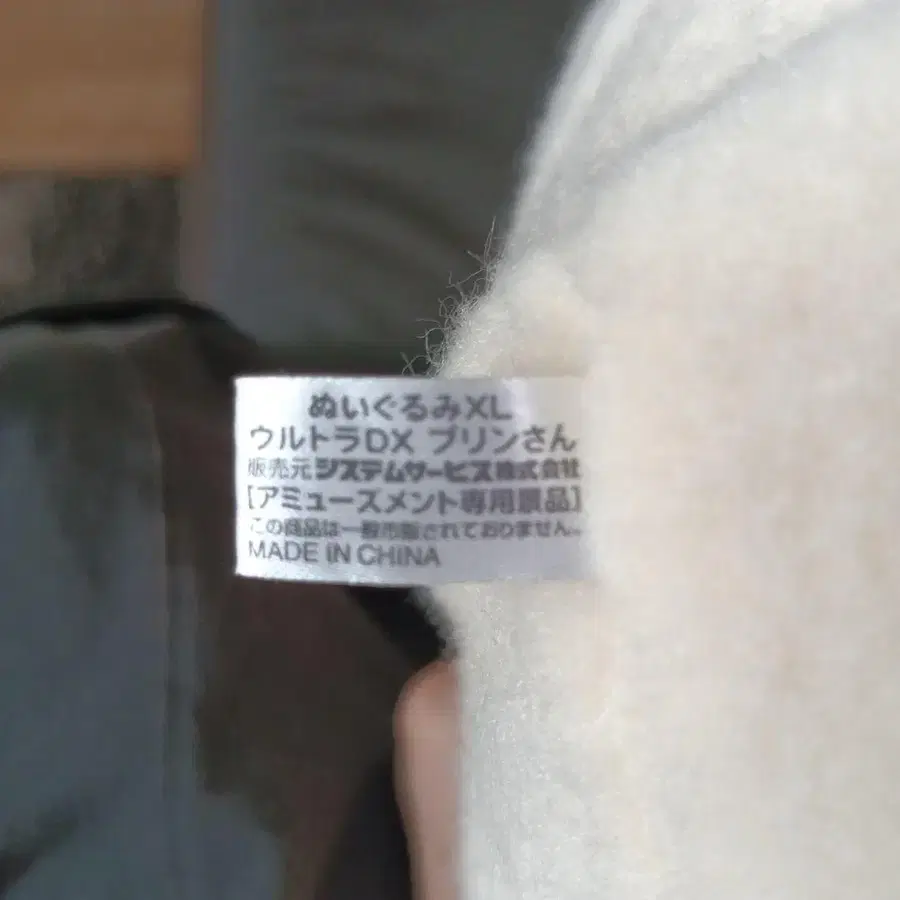 ぬいぐるみXL
ウルトラDX プリンさん
販売元システムサービス株式会社
[アミューズメント専用景品]
この商品は一般市販されておりません。
MADE IN CHINA